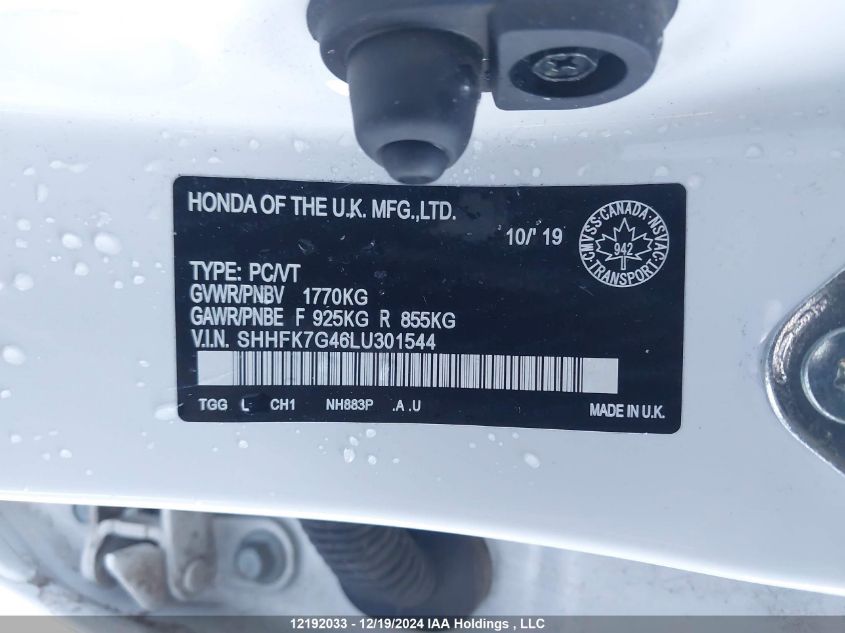 HONDA OF THE U.K. MFG.,LTD.
10/' 19
CMVSS·CANADA·NSVAC
942
·TRANSPORT·
TYPE: PC/VT
GVWR/PNBV 1770KG
GAWR/PNBE F 925KG R 855KG
V.I.N. SHHFK7G46LU301544
TGG L CH1 NH883P .A .U
MADE IN U.K.
12192033 - 12/19/2024 IAA Holdings , LLC